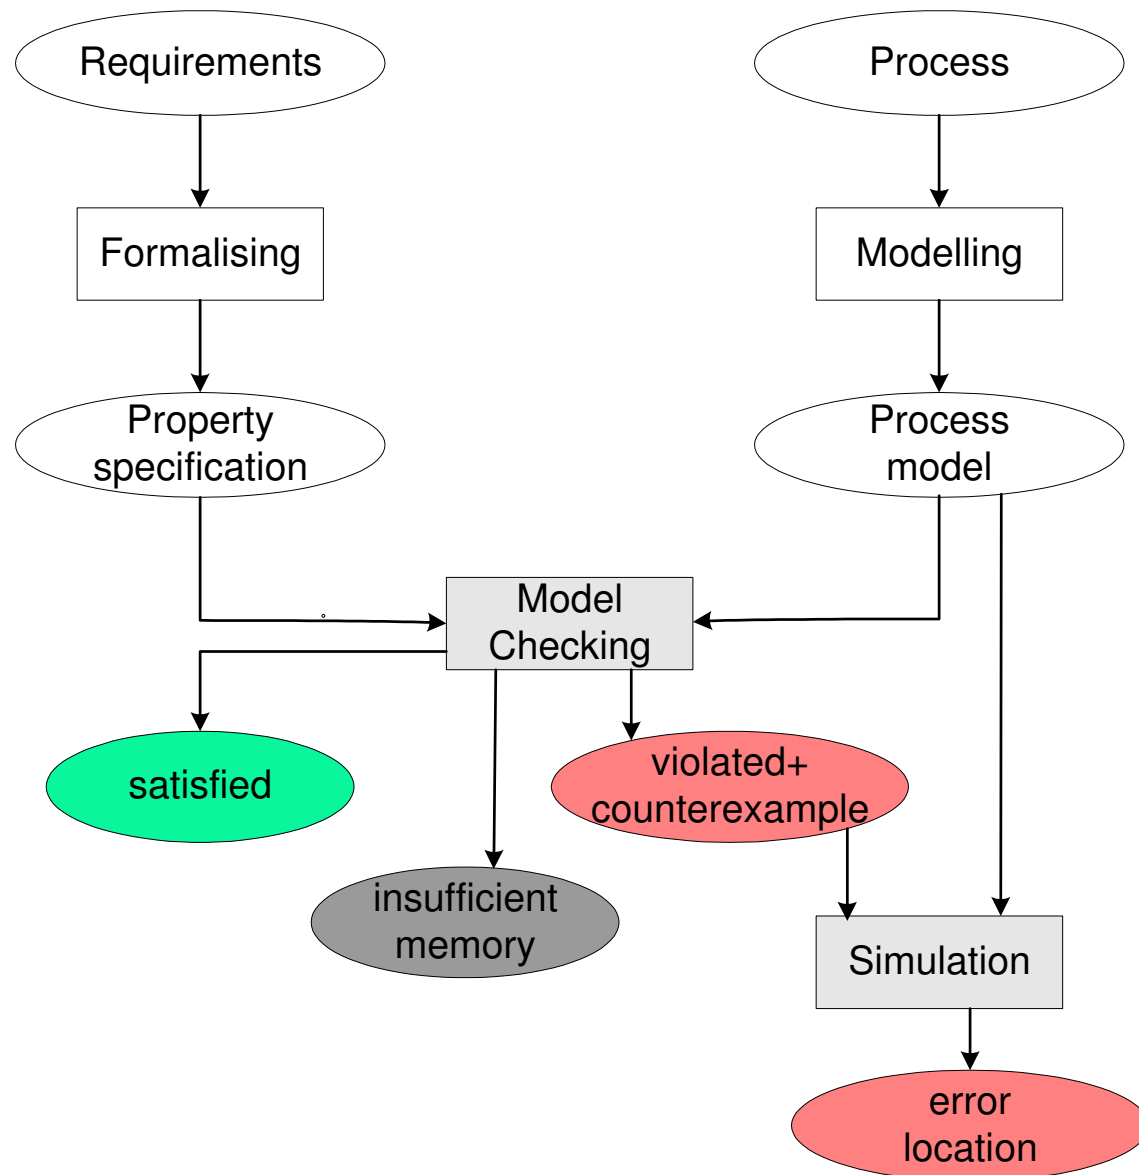 Requirements
Process
Formalising
Modelling
Property
specification
Process
model
Model
Checking
satisfied
violated+
counterexample
insufficient
memory
Simulation
error
location